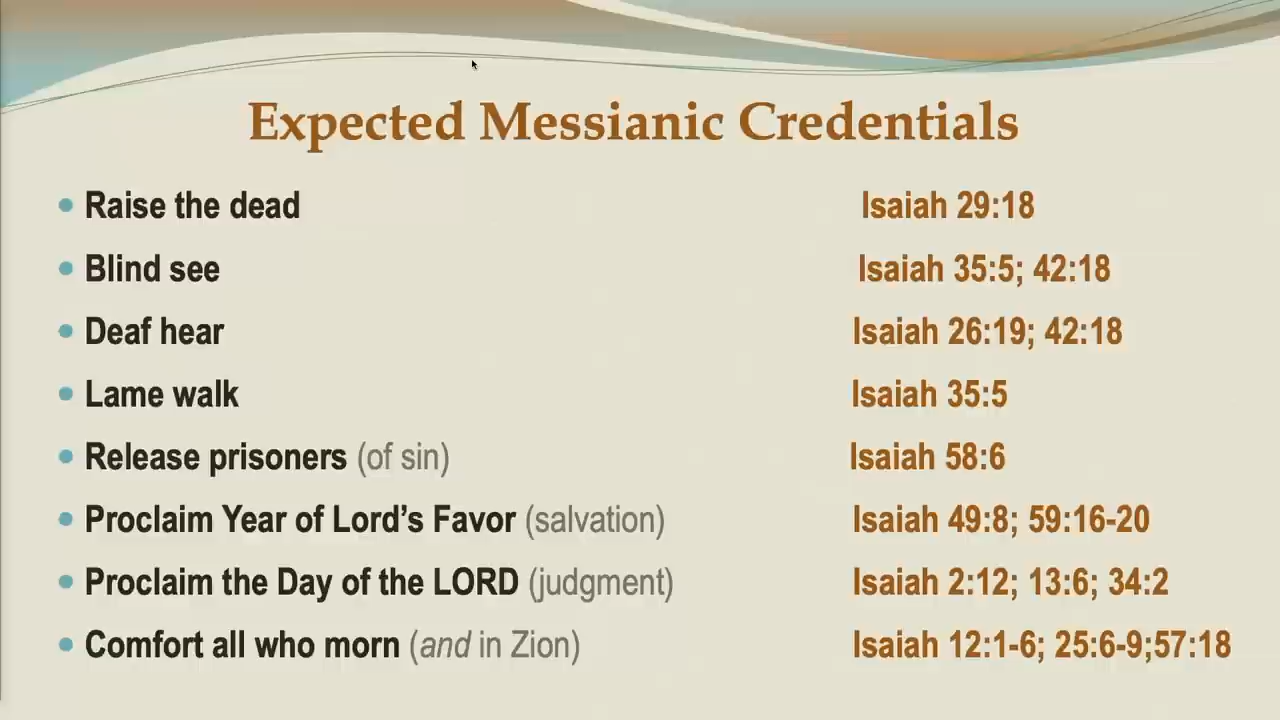 Expected Messianic Credentials
• Raise the dead Isaiah 29:18
• Blind see Isaiah 35:5; 42:18
• Deaf hear Isaiah 26:19; 42:18
• Lame walk Isaiah 35:5
• Release prisoners (of sin) Isaiah 58:6
• Proclaim Year of Lord’s Favor (salvation) Isaiah 49:8; 59:16-20
• Proclaim the Day of the LORD (judgment) Isaiah 2:12; 13:6; 34:2
• Comfort all who morn (and in Zion) Isaiah 12:1-6; 25:6-9;57:18